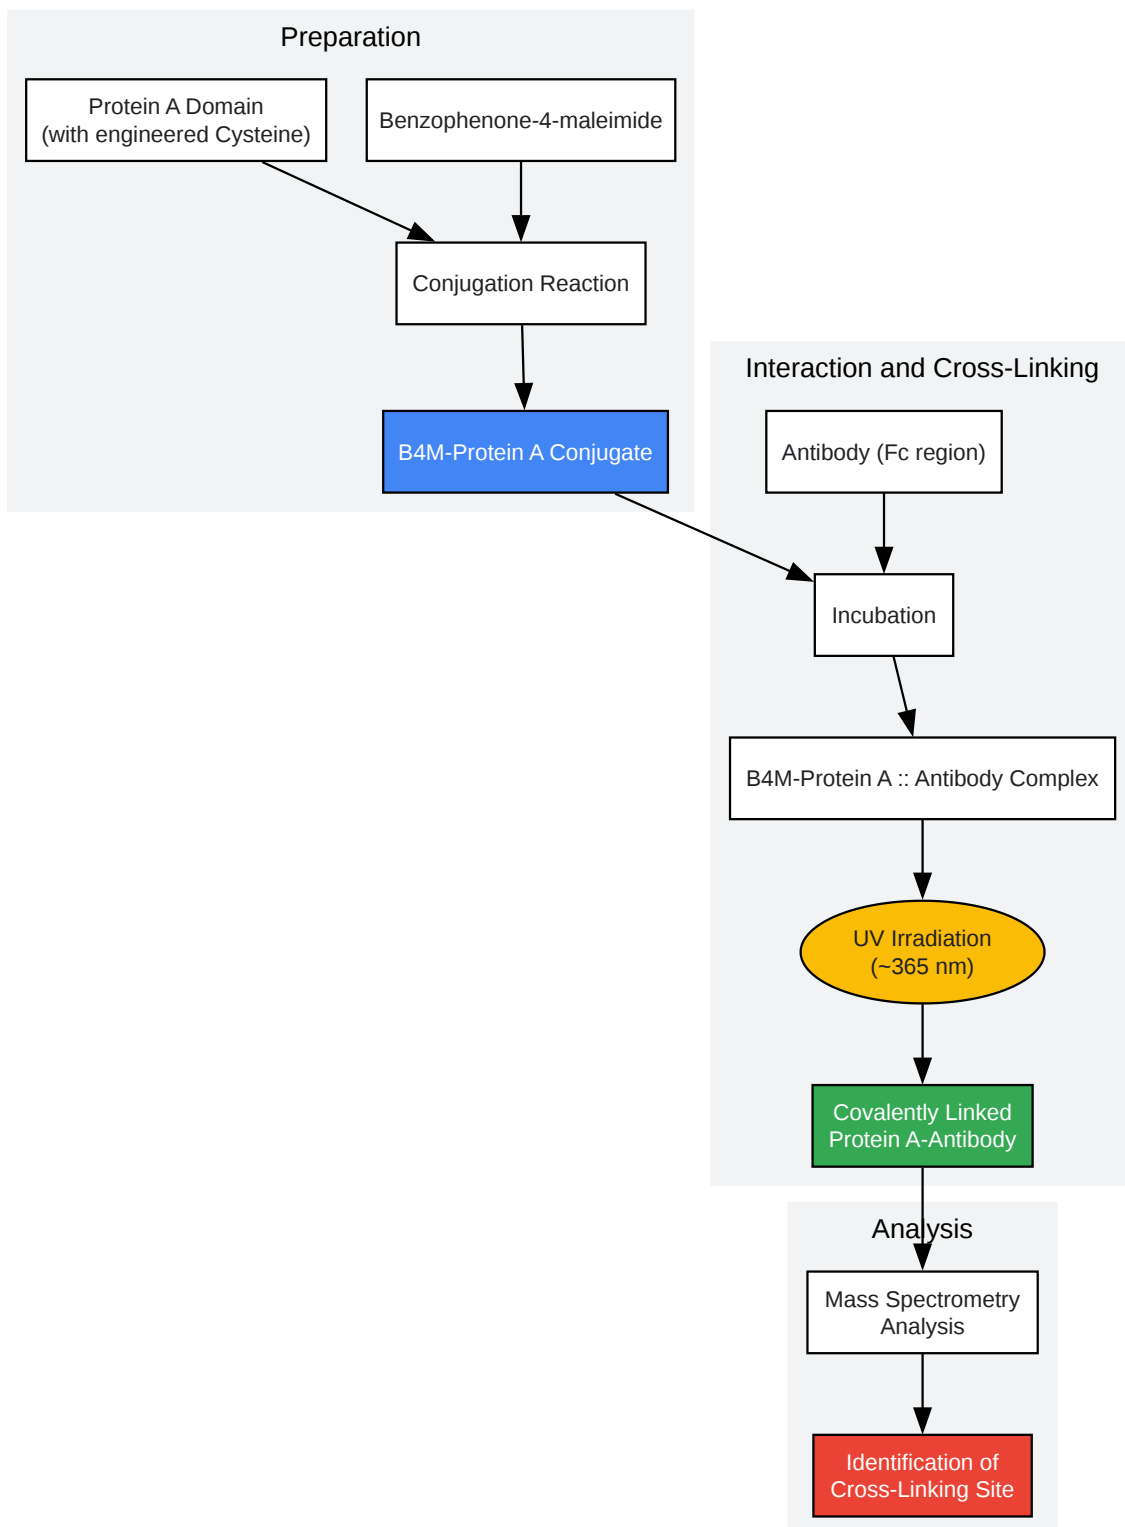 Preparation
Protein A Domain
(with engineered Cysteine)
Benzophenone-4-maleimide
Conjugation Reaction
B4M-Protein A Conjugate
Interaction and Cross-Linking
Antibody (Fc region)
Incubation
B4M-Protein A :: Antibody Complex
UV Irradiation
(~365 nm)
Covalently Linked
Protein A-Antibody
Analysis
Mass Spectrometry
Analysis
Identification of
Cross-Linking Site